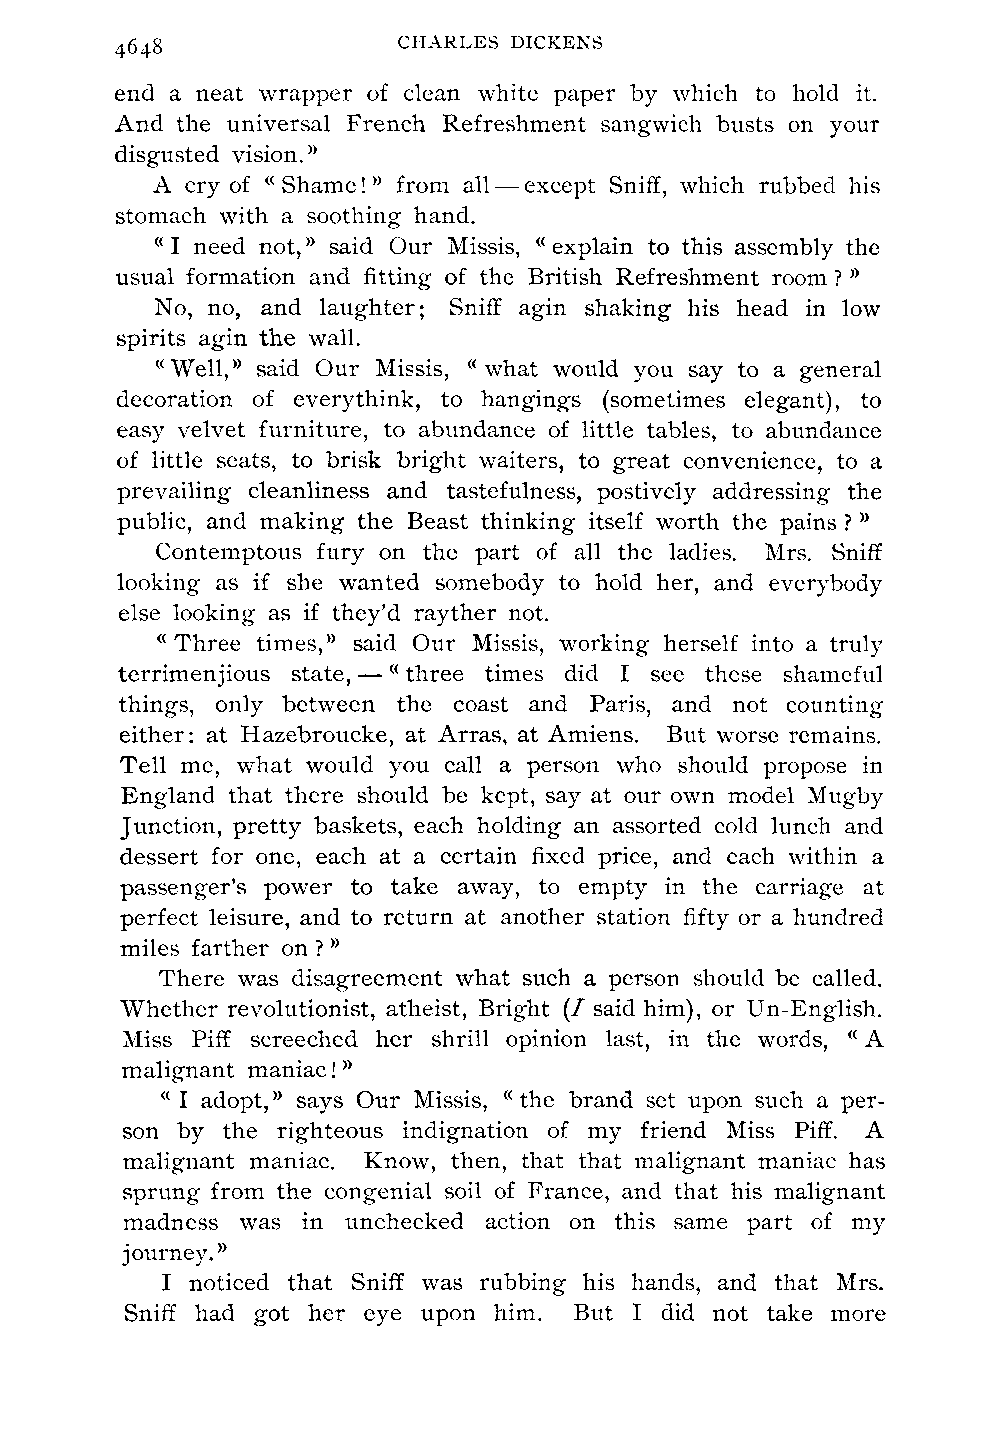 4648
CHARLES DICKENS
end a neat wrapper of clean white paper by which to hold it.
And the universal French Refreshment sangwich busts on your
disgusted vision.»
A cry of «Shame!» from all — except Sniff, which rubbed his
stomach with a soothing hand.
«I need not,» said Our Missis, «explain to this assembly the
usual formation and fitting of the British Refreshment room?»
No, no, and laughter; Sniff agin shaking his head in low
spirits agin the wall.
«Well,» said Our Missis, «what would you say to a general
decoration of everythink, to hangings (sometimes elegant), to
easy velvet furniture, to abundance of little tables, to abundance
of little seats, to brisk bright waiters, to great convenience, to a
prevailing cleanliness and tastefulness, postively addressing the
public, and making the Beast thinking itself worth the pains?»
Contemptous fury on the part of all the ladies. Mrs. Sniff
looking as if she wanted somebody to hold her, and everybody
else looking as if they'd rayther not.
«Three times,» said Our Missis, working herself into a truly
terrimenjious state, — «three times did I see these shameful
things, only between the coast and Paris, and not counting
either: at Hazebroucke, at Arras, at Amiens. But worse remains.
Tell me, what would you call a person who should propose in
England that there should be kept, say at our own model Mugby
Junction, pretty baskets, each holding an assorted cold lunch and
dessert for one, each at a certain fixed price, and each within a
passenger's power to take away, to empty in the carriage at
perfect leisure, and to return at another station fifty or a hundred
miles farther on?»
There was disagreement what such a person should be called.
Whether revolutionist, atheist, Bright (I said him), or Un-English.
Miss Piff screeched her shrill opinion last, in the words, «A
malignant maniac!»
«I adopt,» says Our Missis, «the brand set upon such a per-
son by the righteous indignation of my friend Miss Piff. A
malignant maniac. Know, then, that that malignant maniac has
sprung from the congenial soil of France, and that his malignant
madness was in unchecked action on this same part of my
journey.»
I noticed that Sniff was rubbing his hands, and that Mrs.
Sniff had got her eye upon him. But I did not take more